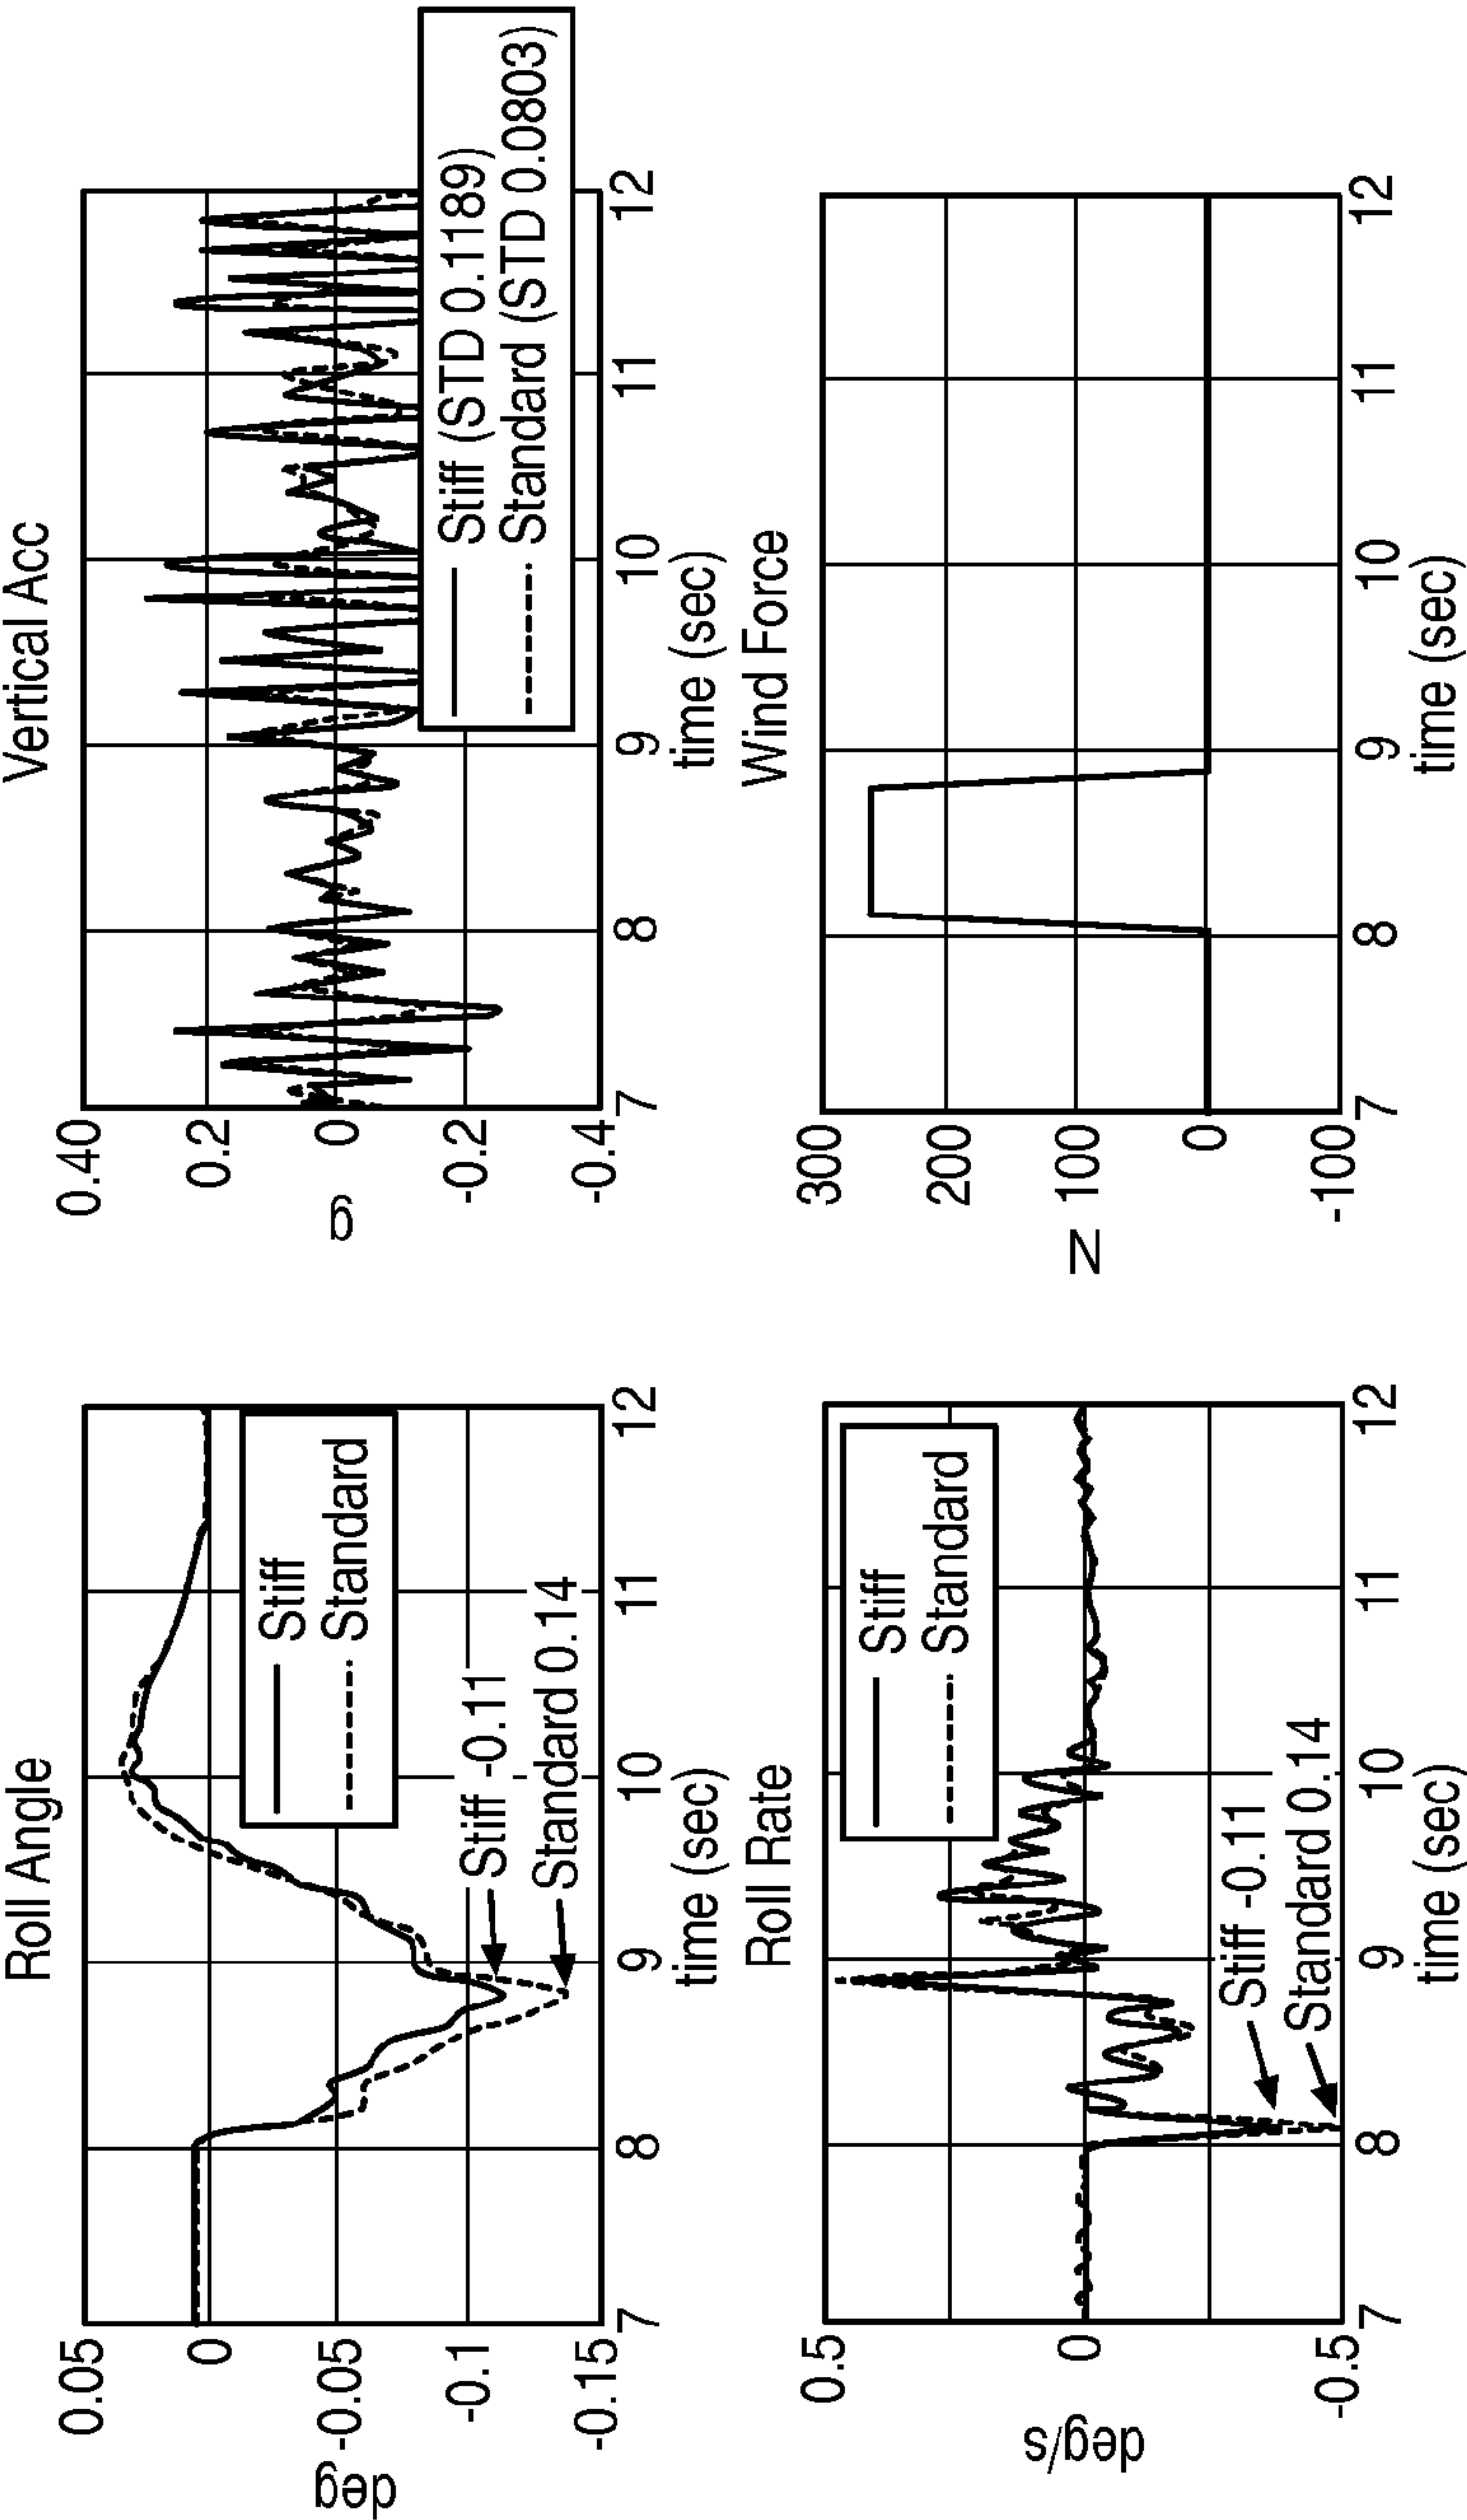 Roll Angle
0.05
0
-0.05
-0.1
-0.15
deg
Stiff
Standard
Stiff -0.11
Standard 0.14
7
8
9
10
11
12
time (sec)
Vertical Acc
0.40
0.2
0
-0.2
-0.4
g
Stiff (STD 0.1189)
Standard (STD 0.0803)
7
8
9
10
11
12
time (sec)
Roll Rate
0.5
0
-0.5
deg/s
Stiff
Standard
Stiff -0.11
Standard 0.14
7
8
9
10
11
12
time (sec)
Wind Force
300
200
100
0
-100
N
7
8
9
10
11
12
time (sec)